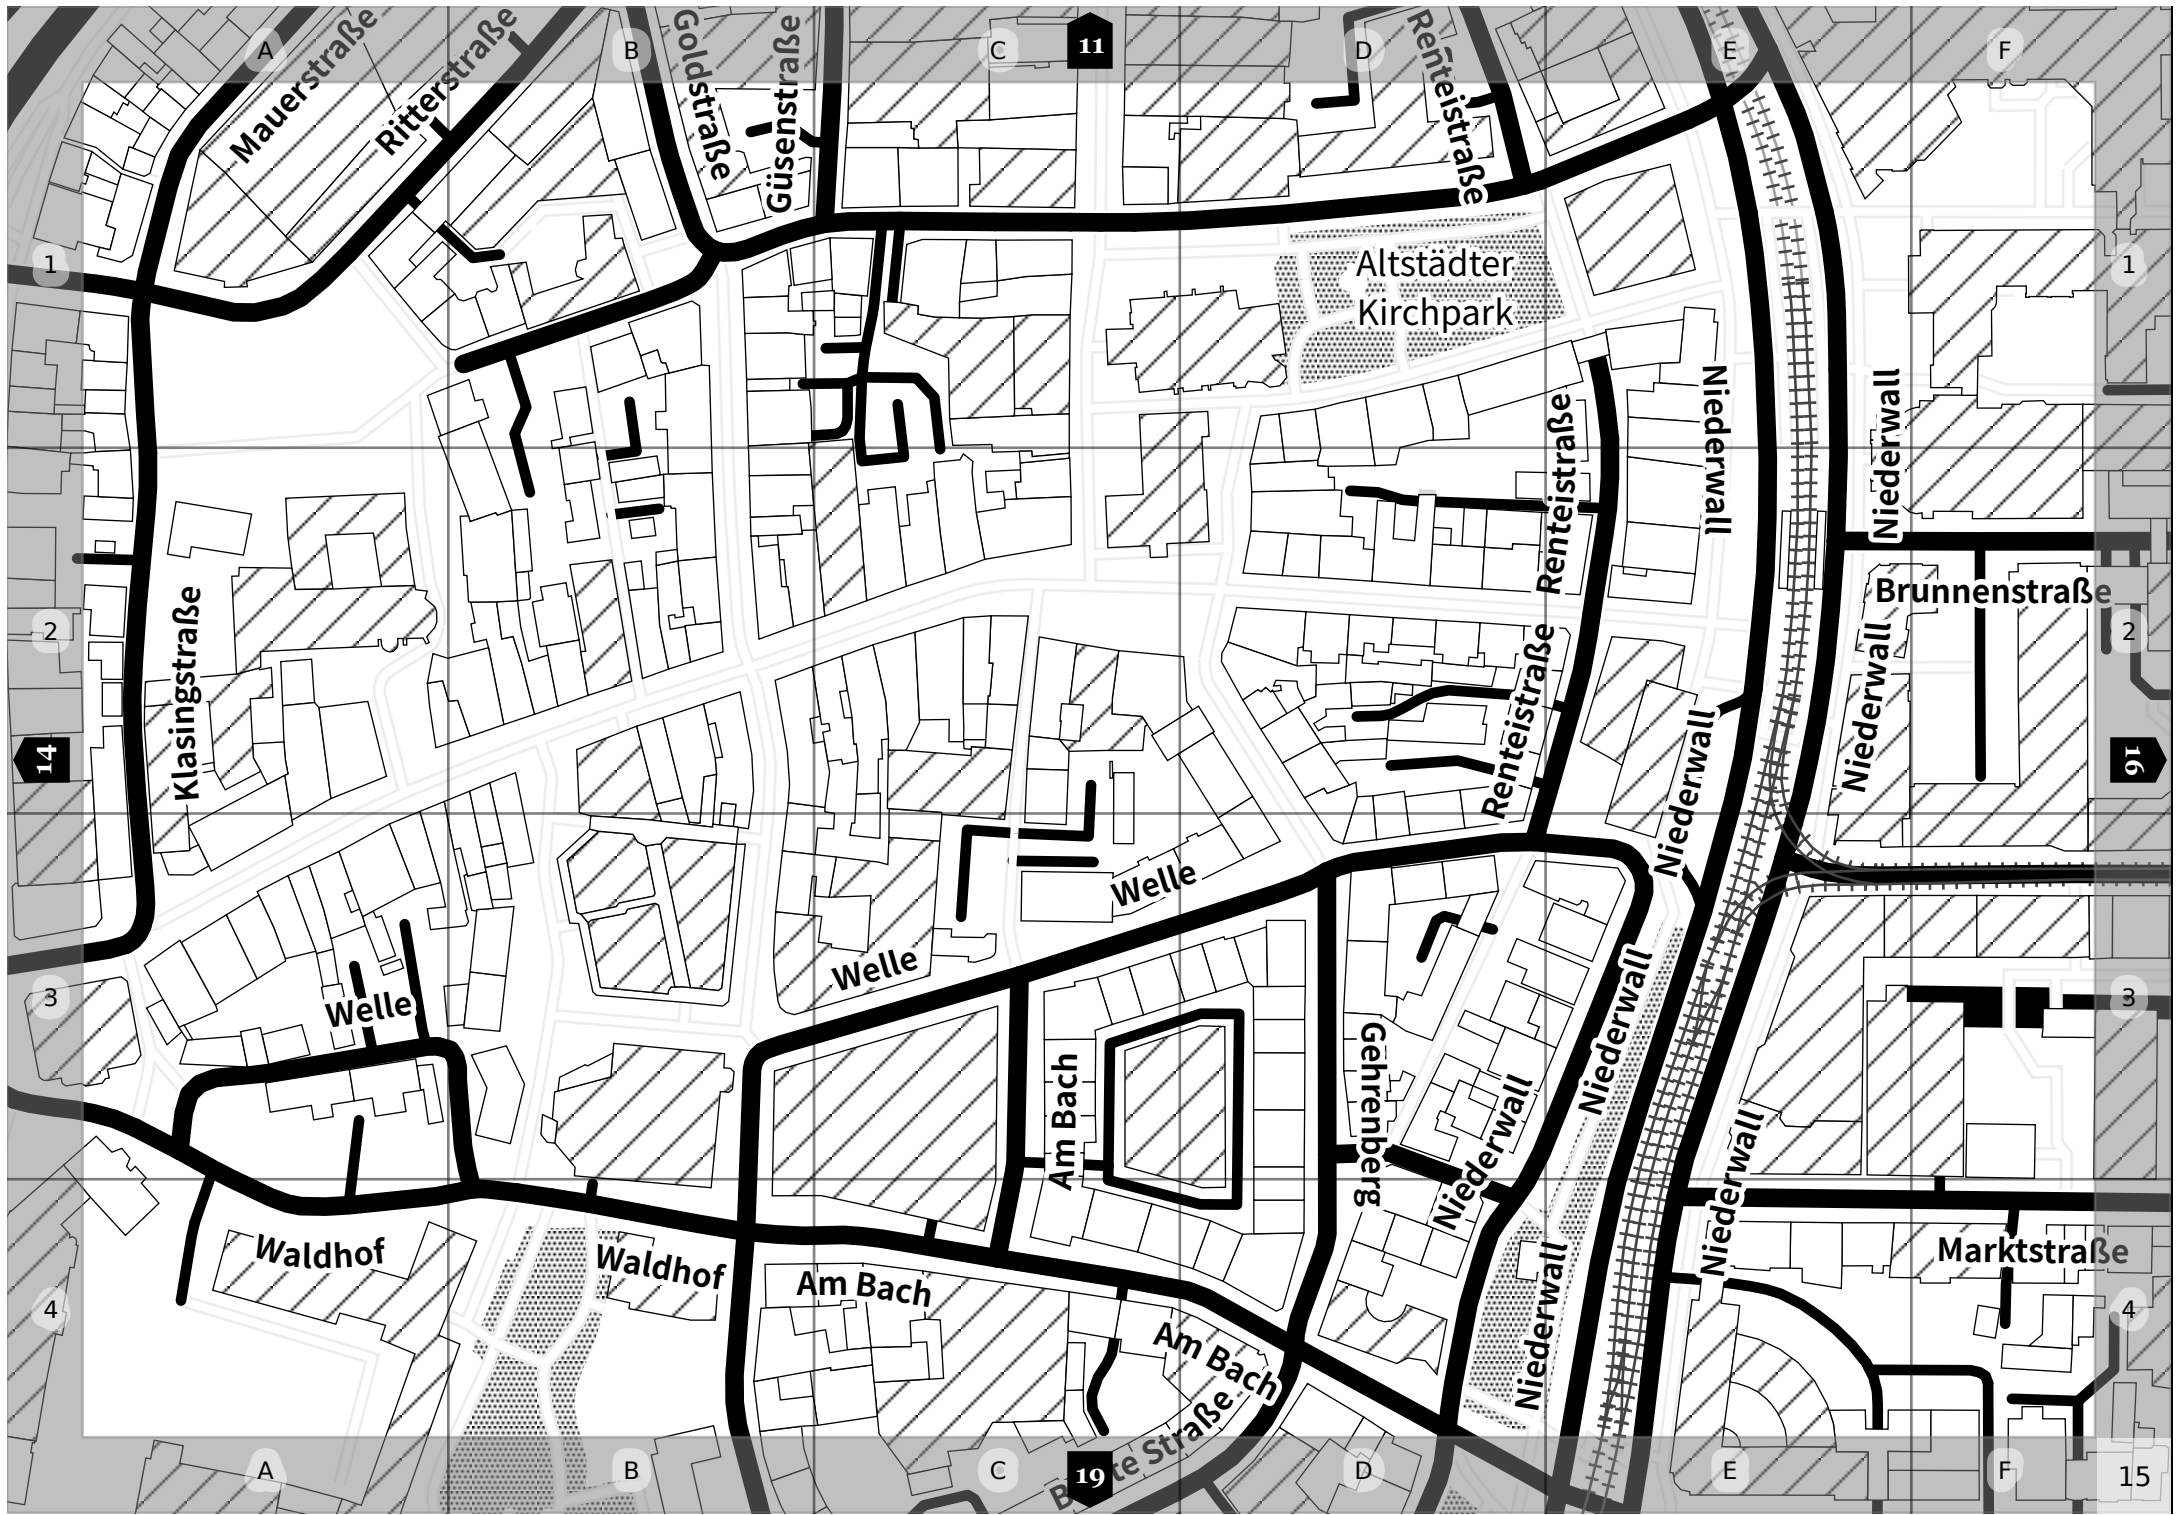 A
B
C
11
D
E
F
Mauerstraße
Ritterstraße
Goldstraße
Güsenstraße
Renteistraße
1
1
Altstädter
Kirchpark
Niederwall
Niederwall
Renteistraße
Brunnenstraße
2
2
Klasingstraße
Renteistraße
Niederwall
Niederwall
14
16
Welle
Welle
Welle
3
3
Niederwall
Am Bach
Gehrenberg
Niederwall
Niederwall
Waldhof
Waldhof
Am Bach
Am Bach
Niederwall
Marktstraße
4
4
Straße
A
B
C
19
D
E
F
15